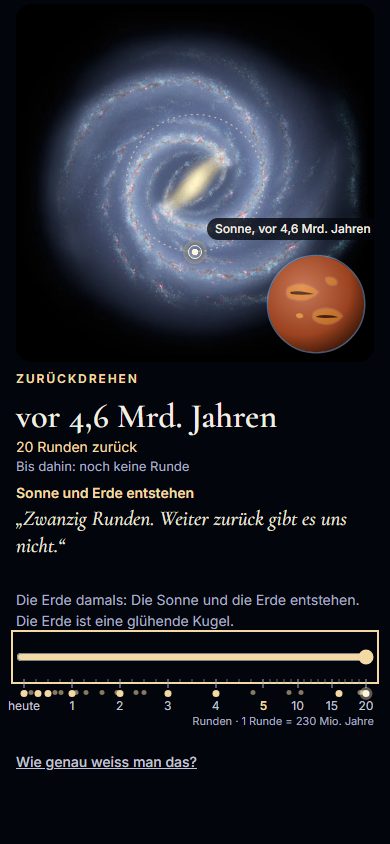 Sonne, vor 4,6 Mrd. Jahren
ZURÜCKDREHEN
vor 4,6 Mrd. Jahren
20 Runden zurück
Bis dahin: noch keine Runde
Sonne und Erde entstehen
„Zwanzig Runden. Weiter zurück gibt es uns
nicht.“
Die Erde damals: Die Sonne und die Erde entstehen.
Die Erde ist eine glühende Kugel.
heute 1 2 3 4 5 10 15 20
Runden · 1 Runde = 230 Mio. Jahre
Wie genau weiss man das?